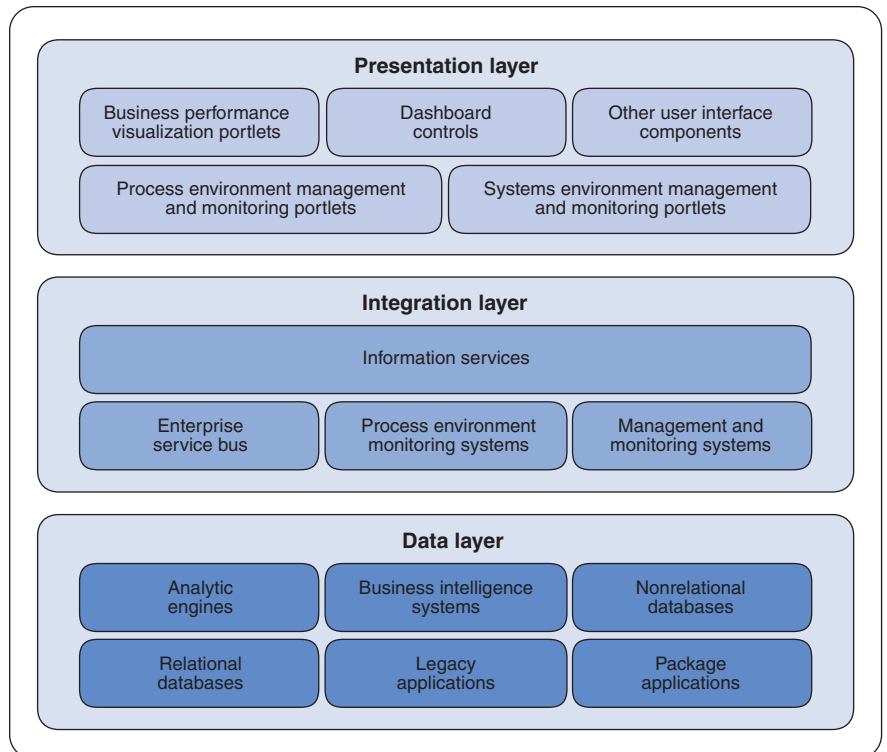 Presentation layer
Business performance
visualization portlets
Dashboard
controls
Other user interface
components
Process environment management
and monitoring portlets
Systems environment management
and monitoring portlets
Integration layer
Information services
Enterprise
service bus
Process environment
monitoring systems
Management and
monitoring systems
Data layer
Analytic
engines
Business intelligence
systems
Nonrelational
databases
Relational
databases
Legacy
applications
Package
applications